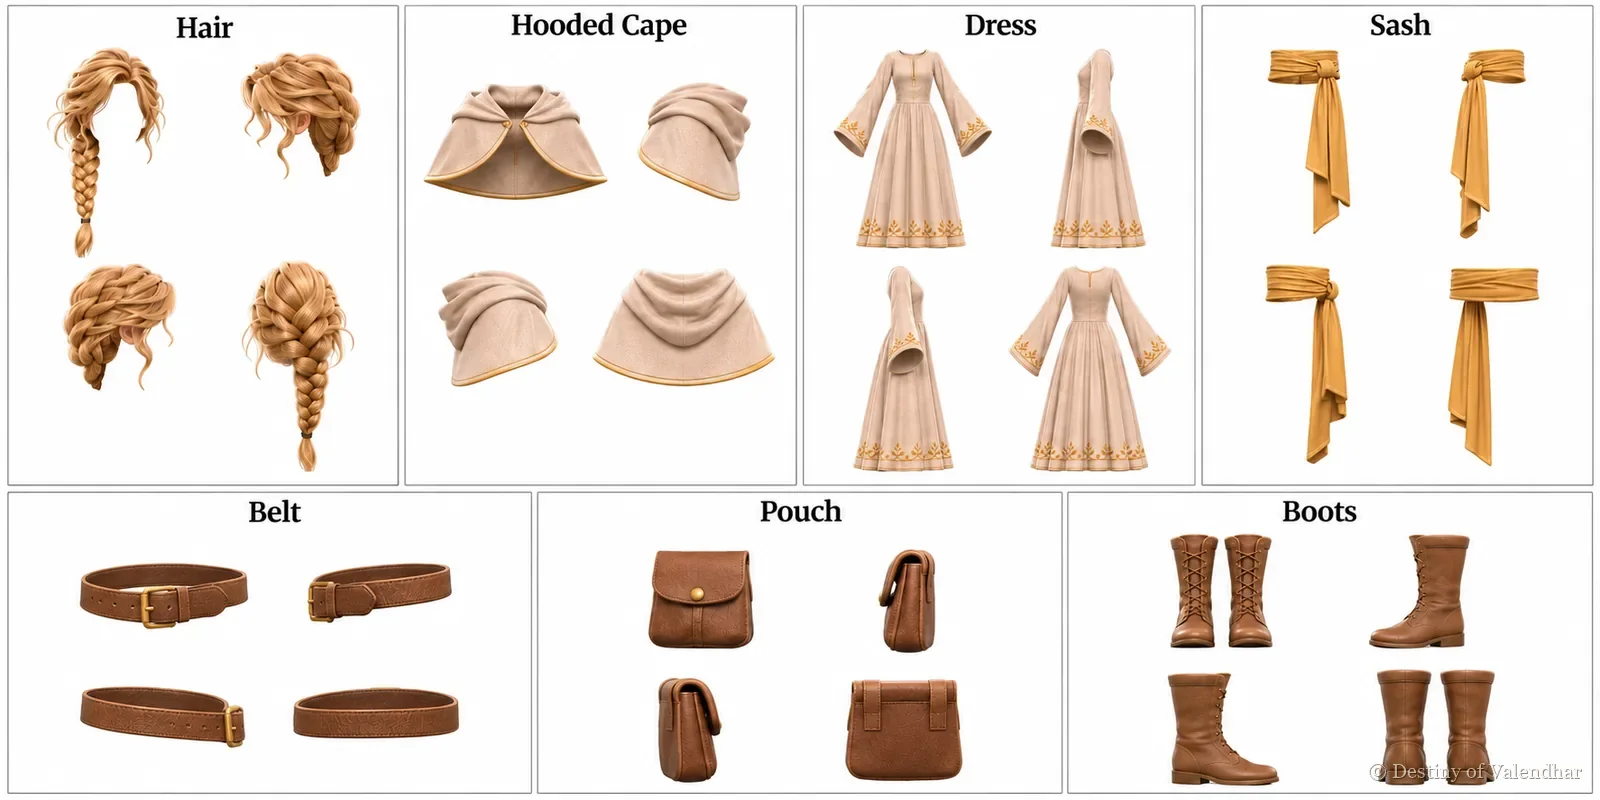 Hair
Hooded Cape
Dress
Sash
Belt
Pouch
Boots
© Destiny of Valendhar